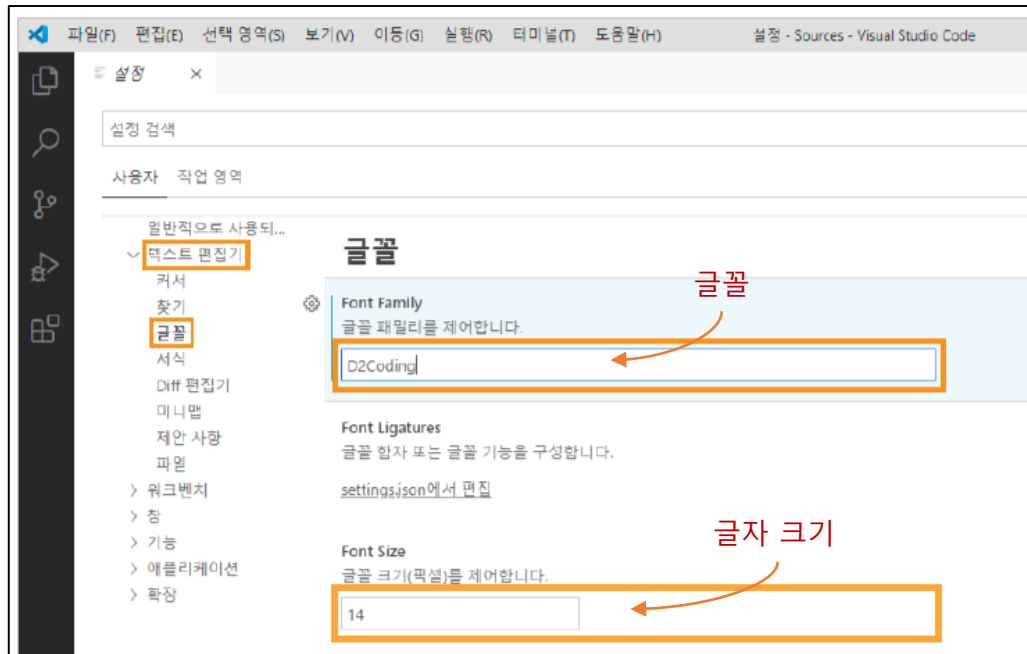 파일(F) 편집(E) 선택 영역(S) 보기(V) 이동(G) 실행(R) 터미널(T) 도움말(H) 설정 - Sources - Visual Studio Code
설정
설정 검색
사용자 작업 영역
일반적으로 사용되...
텍스트 편집기
커서
찾기
글꼴
서식
Diff 편집기
미니맵
제안 사항
파일
워크벤치
창
기능
애플리케이션
확장
글꼴
글꼴
Font Family
글꼴 패밀리를 제어합니다.
D2Coding
Font Ligatures
글꼴 합자 또는 글꼴 기능을 구성합니다.
settings.json에서 편집
글자 크기
Font Size
글꼴 크기(픽셀)를 제어합니다.
14